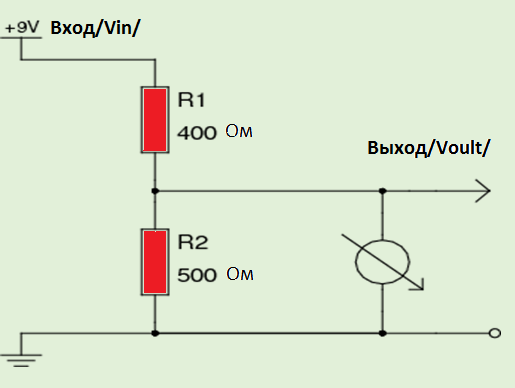 +9V Вход/Vin/
R1
400 Ом
Выход/Voult/
R2
500 Ом